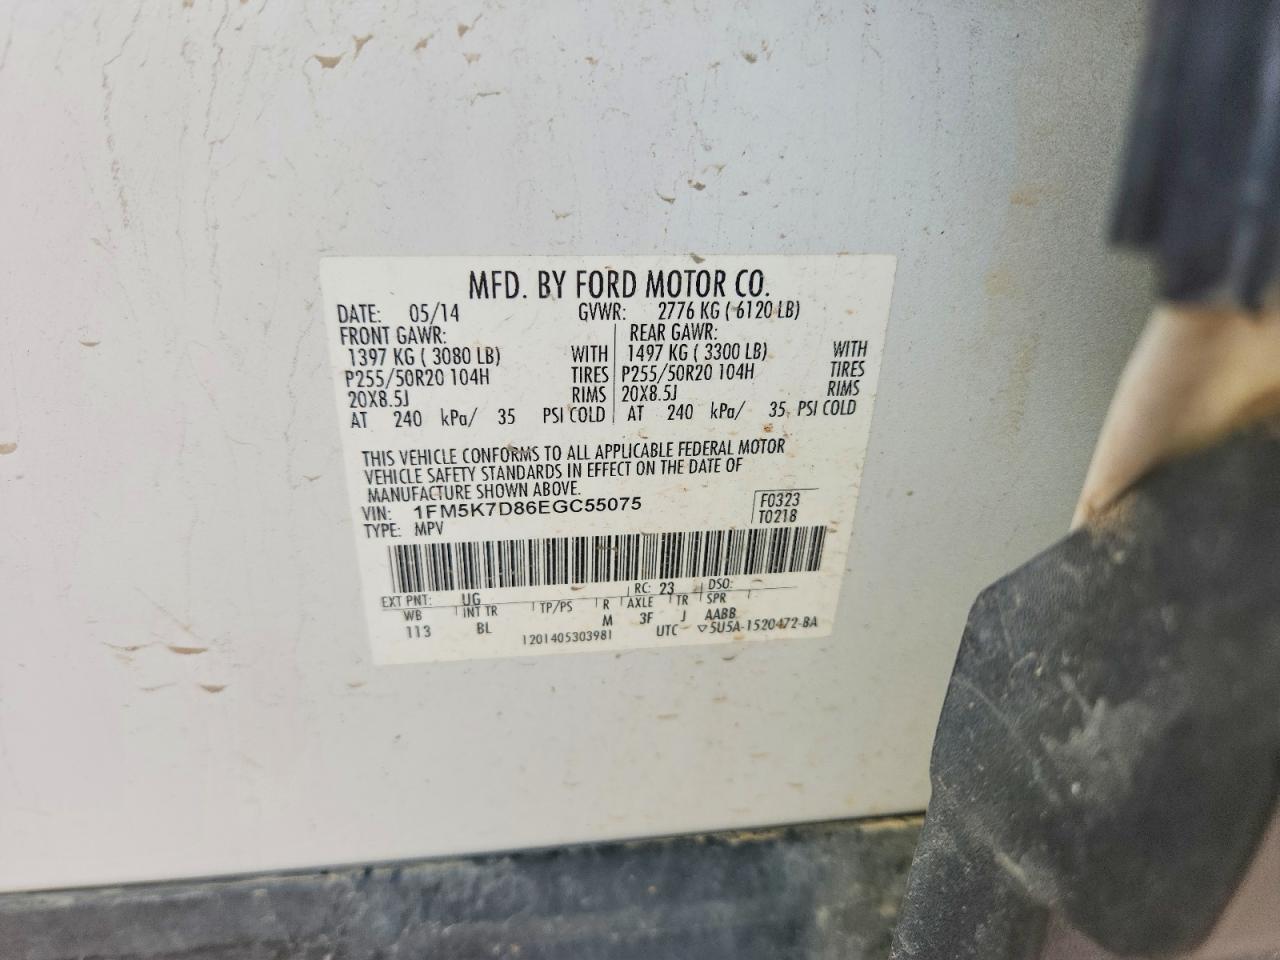 MFD. BY FORD MOTOR CO.
DATE: 05/14 GVWR: 2776 KG ( 6120 LB)
FRONT GAWR: REAR GAWR:
1397 KG ( 3080 LB) WITH 1497 KG ( 3300 LB) WITH
P255/50R20 104H TIRES P255/50R20 104H TIRES
20X8.5J RIMS 20X8.5J RIMS
AT 240 kPa/ 35 PSI COLD AT 240 kPa/ 35 PSI COLD
THIS VEHICLE CONFORMS TO ALL APPLICABLE FEDERAL MOTOR
VEHICLE SAFETY STANDARDS IN EFFECT ON THE DATE OF
MANUFACTURE SHOWN ABOVE.
VIN: 1FM5K7D86EGC55075 F0323
TYPE: MPV T0218
EXT PNT: UG RC: 23 DSO:
WB INT TR TP/PS R AXLE TR SPR
113 BL M 3F J AABB
1201405303981 UTC ▽5U5A-1520472-BA